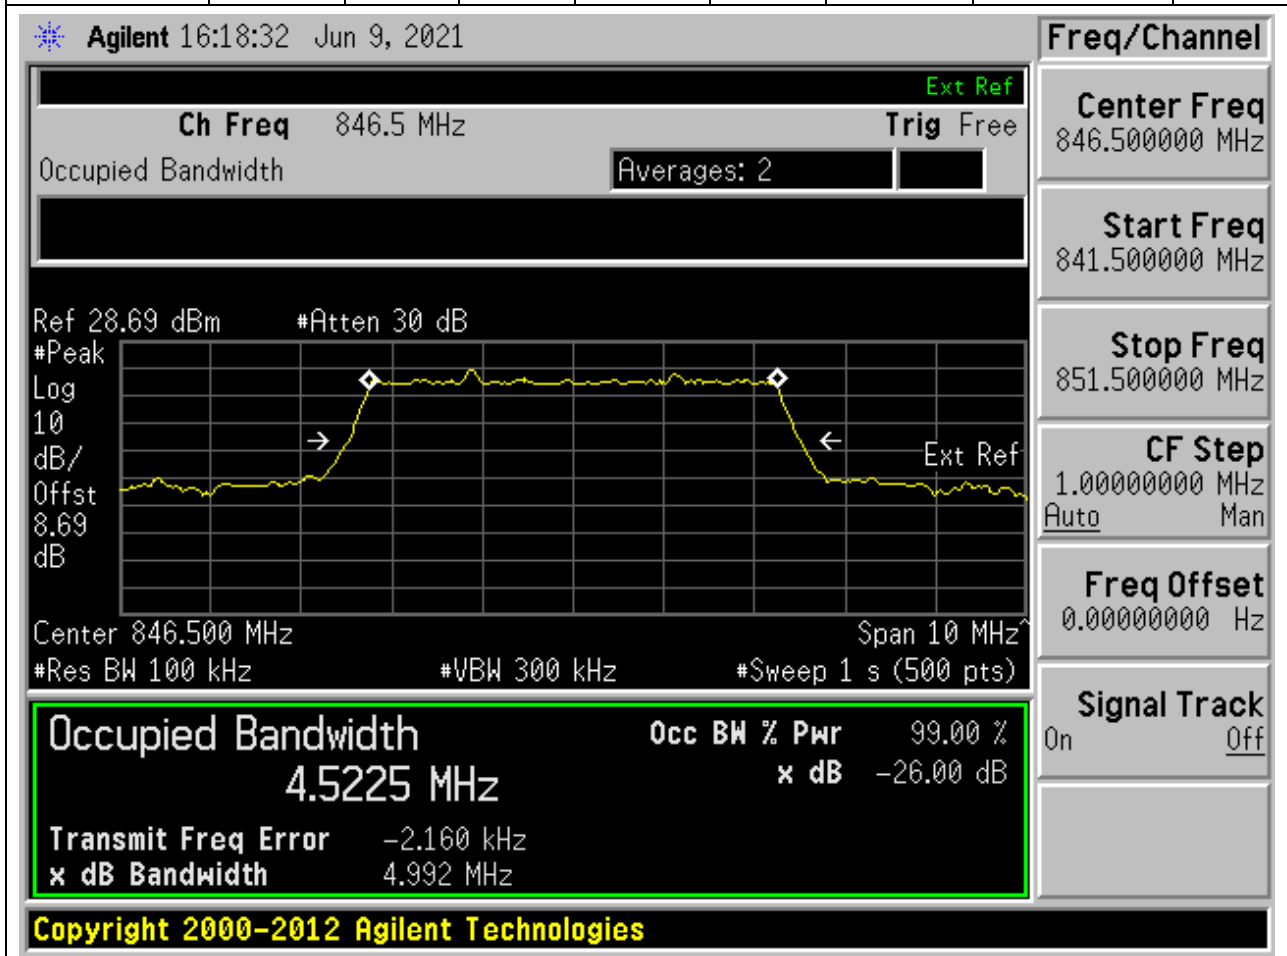 Agilent 16:18:32 Jun 9, 2021
Freq/Channel
Ext Ref
Ch Freq 846.5 MHz Trig Free
Occupied Bandwidth Averages: 2
Ref 28.69 dBm #Atten 30 dB
#Peak
Log
10
dB/
Offst
8.69
dB
Ext Ref
Center 846.500 MHz Span 10 MHz^
#Res BW 100 kHz #VBW 300 kHz #Sweep 1 s (500 pts)
Occupied Bandwidth Occ BW % Pwr 99.00 %
4.5225 MHz x dB -26.00 dB
Transmit Freq Error -2.160 kHz
x dB Bandwidth 4.992 MHz
Copyright 2000-2012 Agilent Technologies
Center Freq
846.500000 MHz
Start Freq
841.500000 MHz
Stop Freq
851.500000 MHz
CF Step
1.00000000 MHz
Auto Man
Freq Offset
0.00000000 Hz
Signal Track
On Off